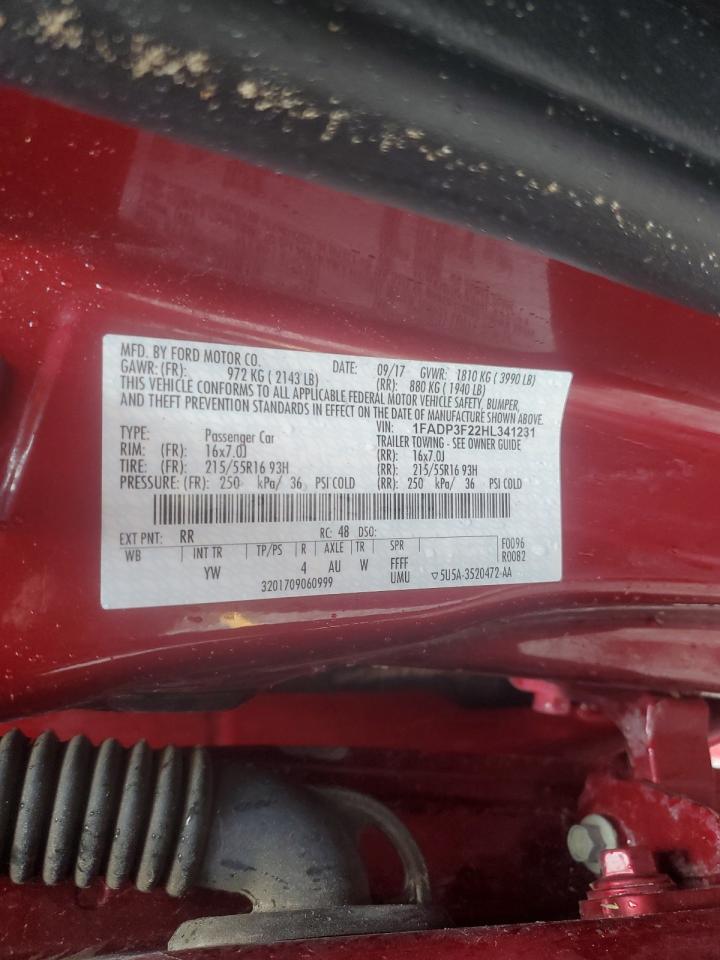 MFD. BY FORD MOTOR CO. DATE: 09/17 GVWR: 1810 KG ( 3990 LB)
GAWR: (FR): 972 KG ( 2143 LB) (RR): 880 KG ( 1940 LB)
THIS VEHICLE CONFORMS TO ALL APPLICABLE FEDERAL MOTOR VEHICLE SAFETY, BUMPER,
AND THEFT PREVENTION STANDARDS IN EFFECT ON THE DATE OF MANUFACTURE SHOWN ABOVE.
VIN: 1FADP3F22HL341231
TYPE: Passenger Car TRAILER TOWING - SEE OWNER GUIDE
RIM: (FR): 16x7.0J (RR): 16x7.0J
TIRE: (FR): 215/55R16 93H (RR): 215/55R16 93H
PRESSURE: (FR): 250 kPa/ 36 PSI COLD (RR): 250 kPa/ 36 PSI COLD
EXT PNT: RR RC: 48 DSO: F0096
WB INT TR TP/PS R AXLE TR SPR R0082
YW 4 AU W FFFF
3201709060999 UMU ▽5U5A-3520472-AA